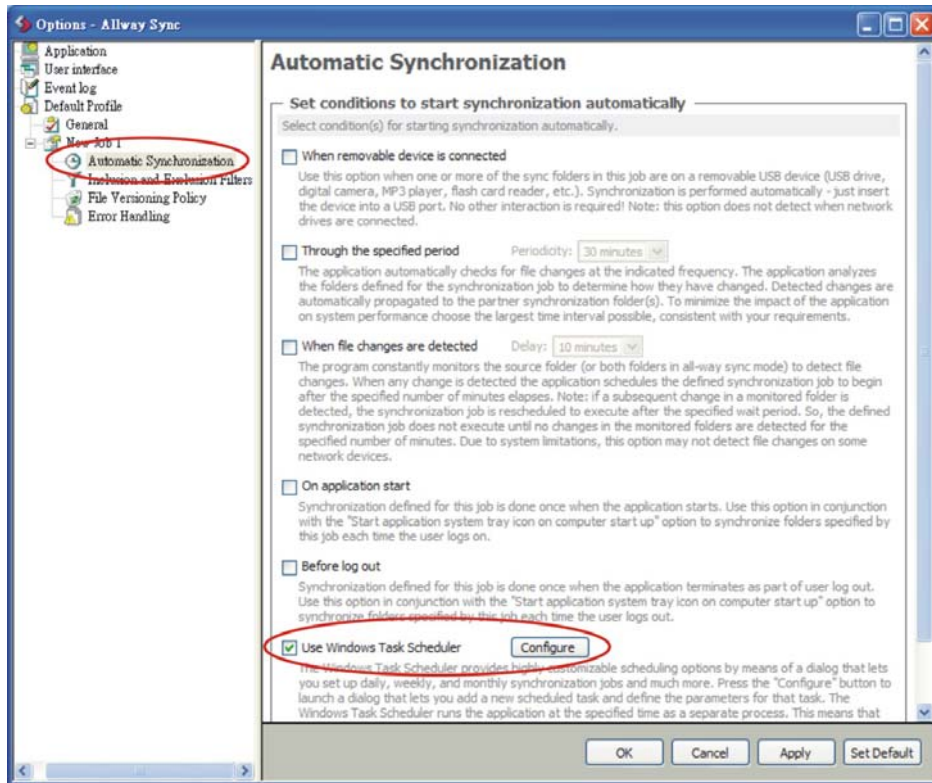 Options - Allway Sync
Application
User interface
Event log
Default Profile
General
New Job 1
Automatic Synchronization
Inclusion and Exclusion Filters
File Versioning Policy
Error Handling
Automatic Synchronization
Set conditions to start synchronization automatically
Select condition(s) for starting synchronization automatically.
When removable device is connected
Use this option when one or more of the sync folders in this job are on a removable USB device (USB drive,
digital camera, MP3 player, flash card reader, etc.). Synchronization is performed automatically - just insert
the device into a USB port. No other interaction is required! Note: this option does not detect when network
drives are connected.
Through the specified period Periodicity: 30 minutes
The application automatically checks for file changes at the indicated frequency. The application analyzes
the folders defined for the synchronization job to determine how they have changed. Detected changes are
automatically propagated to the partner synchronization folder(s). To minimize the impact of the application
on system performance choose the largest time interval possible, consistent with your requirements.
When file changes are detected Delay: 10 minutes
The program constantly monitors the source folder (or both folders in all-way sync mode) to detect file
changes. When any change is detected the application schedules the defined synchronization job to begin
after the specified number of minutes elapses. Note: if a subsequent change in a monitored folder is
detected, the synchronization job is rescheduled to execute after the specified wait period. So, the defined
synchronization job does not execute until no changes in the monitored folders are detected for the
specified number of minutes. Due to system limitations, this option may not detect file changes on some
network devices.
On application start
Synchronization defined for this job is done once when the application starts. Use this option in conjunction
with the "Start application system tray icon on computer start up" option to synchronize folders specified by
this job each time the user logs on.
Before log out
Synchronization defined for this job is done once when the application terminates as part of user log out.
Use this option in conjunction with the "Start application system tray icon on computer start up" option to
synchronize folders specified by this job each time the user logs out.
Use Windows Task Scheduler Configure
The Windows Task Scheduler provides highly customizable scheduling options by means of a dialog that lets
you set up daily, weekly, and monthly synchronization jobs and much more. Press the "Configure" button to
launch a dialog that lets you add a new scheduled task and define the parameters for that task. The
Windows Task Scheduler runs the application at the specified time as a separate process. This means that
OK Cancel Apply Set Default